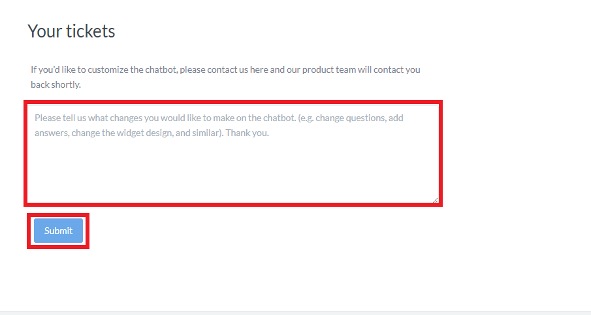 Your tickets
If you'd like to customize the chatbot, please contact us here and our product team will contact you
back shortly.
Please tell us what changes you would like to make on the chatbot. (e.g. change questions, add
answers, change the widget design, and similar). Thank you.
Submit